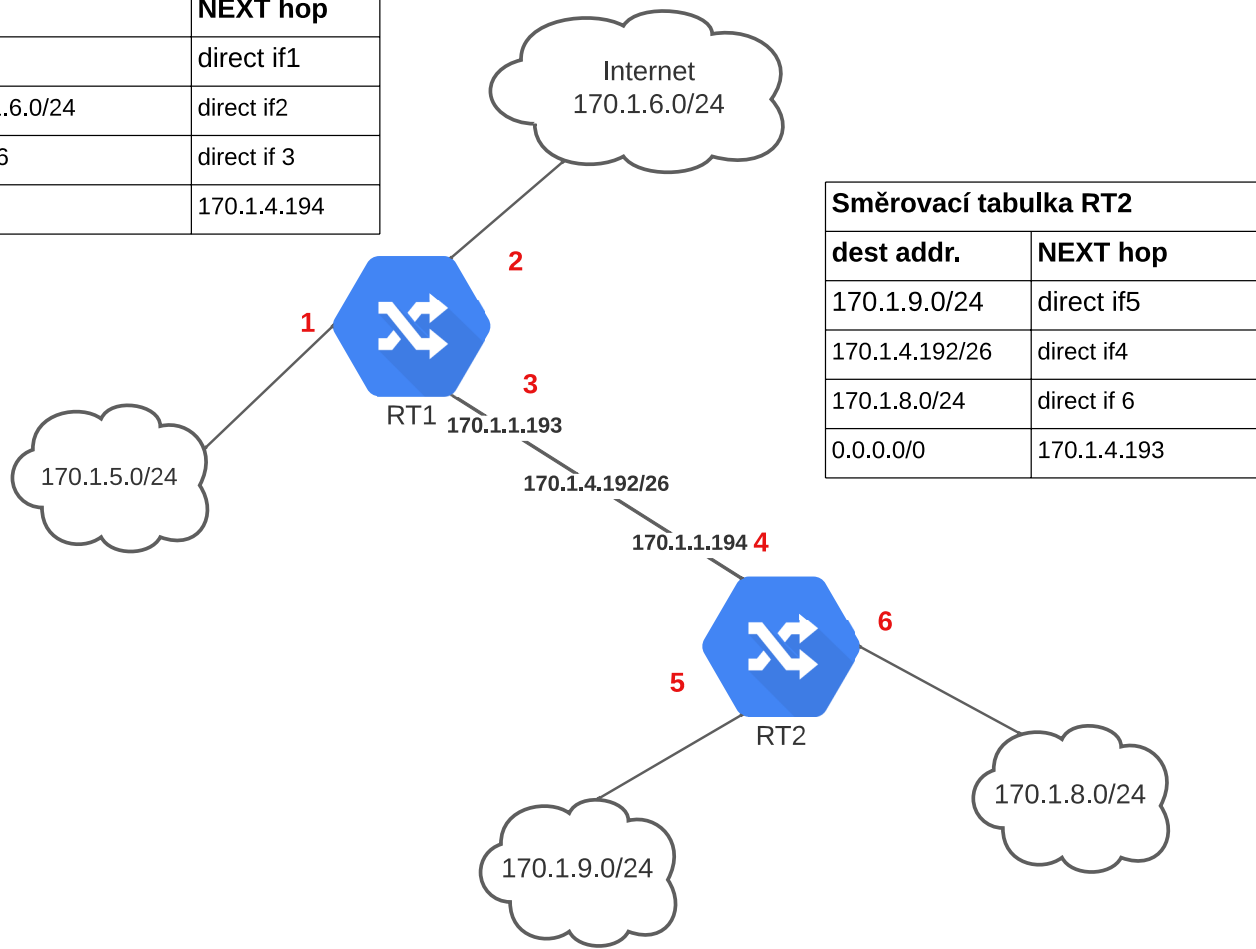 NEXT hop
direct if1
.6.0/24 direct if2
6 direct if 3
170.1.4.194
Internet
170.1.6.0/24
Směrovací tabulka RT2
dest addr. NEXT hop
170.1.9.0/24 direct if5
170.1.4.192/26 direct if4
170.1.8.0/24 direct if 6
0.0.0.0/0 170.1.4.193
2
1
3
RT1
170.1.1.193
170.1.5.0/24
170.1.4.192/26
170.1.1.194 4
6
5
RT2
170.1.8.0/24
170.1.9.0/24